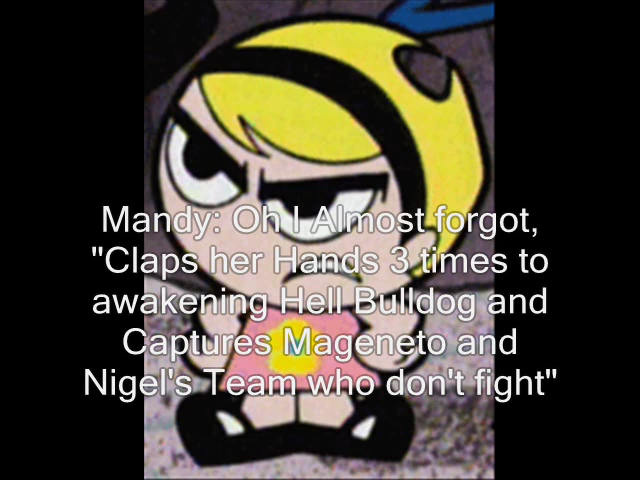 Mandy: Oh I Almost forgot,
"Claps her Hands 3 times to
awakening Hell Bulldog and
Captures Mageneto and
Nigel's Team who don't fight"